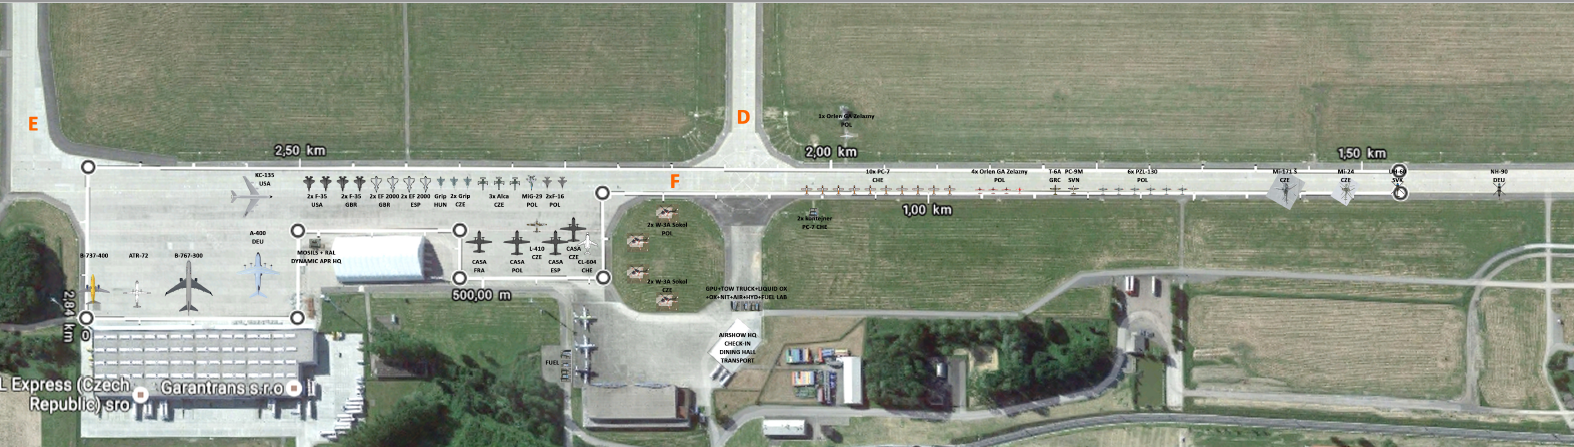 E
D
F
2,50 km
2,00 km
1,50 km
1x Orlen GA Zelazny
POL
KC-135
USA
2x F-35
USA
2x F-35
GBR
2x EF 2000
GBR
2x EF 2000
ESP
Grip
HUN
2x Grip
CZE
3x Alca
CZE
MiG-29
POL
2xF-16
POL
10x PC-7
CHE
4x Orlen GA Zelazny
POL
T-6A
GRC
PC-9M
SVN
6x PZL-130
POL
Mi-171 S
CZE
Mi-24
CZE
UH-60
SVK
NH-90
DEU
1,00 km
2x kontejner
PC-7 CHE
2x W-3A Sokol
POL
A-400
DEU
MOSILS + RAL
DYNAMIC APR HQ
B-737-400
ATR-72
B-767-300
CASA
FRA
CASA
POL
L-410
CZE
CASA
ESP
CASA
CZE
CL-604
CHE
2x W-3A Sokol
CZE
500,00 m
2,84 km
0
GPU+TOW TRUCK+LIQUID OX
+OX+NIT+AIR+HYD+FUEL LAB
AIRSHOW HQ
CHECK-IN
DINING HALL
TRANSPORT
FUEL
L Express (Czech
Republic) sro
Garantrans s.r.o